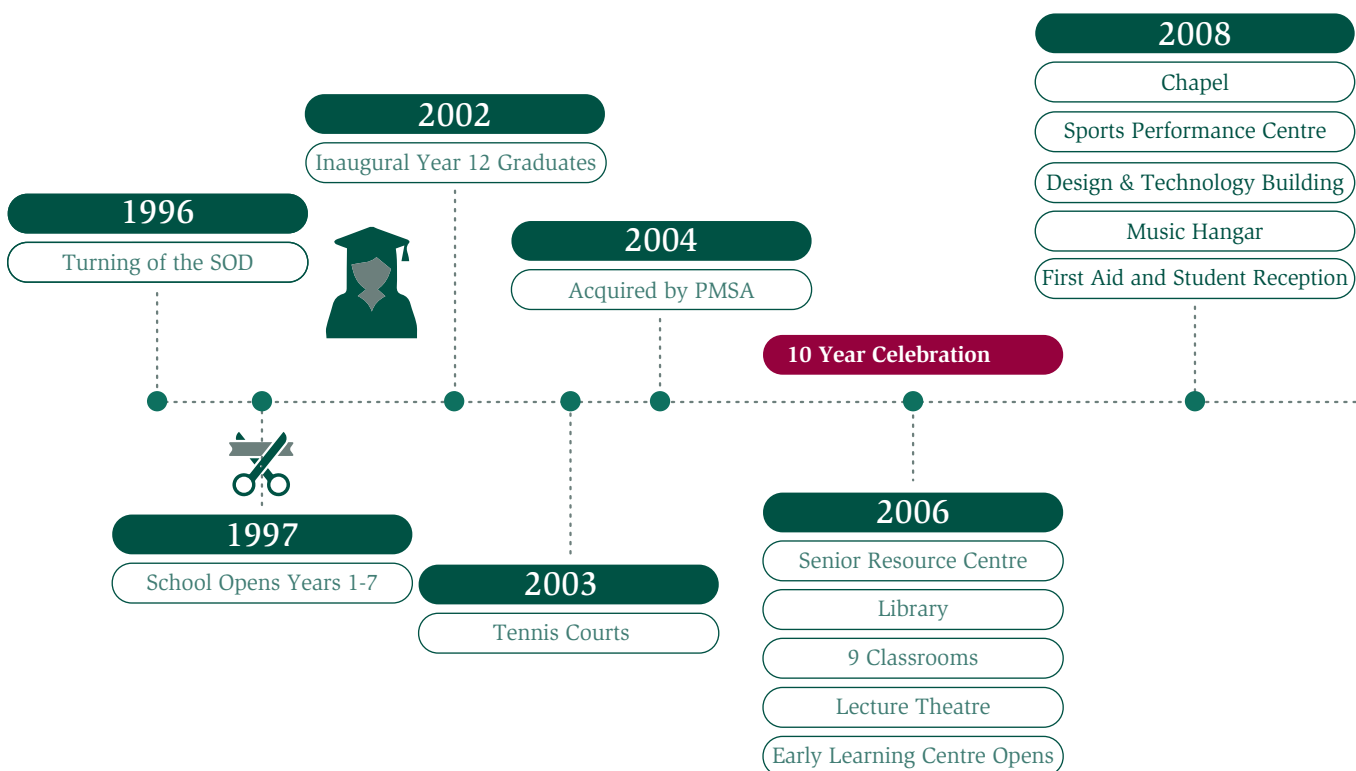 1996
Turning of the SOD
1997
School Opens Years 1-7
2002
Inaugural Year 12 Graduates
2003
Tennis Courts
2004
Acquired by PMSA
10 Year Celebration
2006
Senior Resource Centre
Library
9 Classrooms
Lecture Theatre
Early Learning Centre Opens
2008
Chapel
Sports Performance Centre
Design & Technology Building
Music Hangar
First Aid and Student Reception